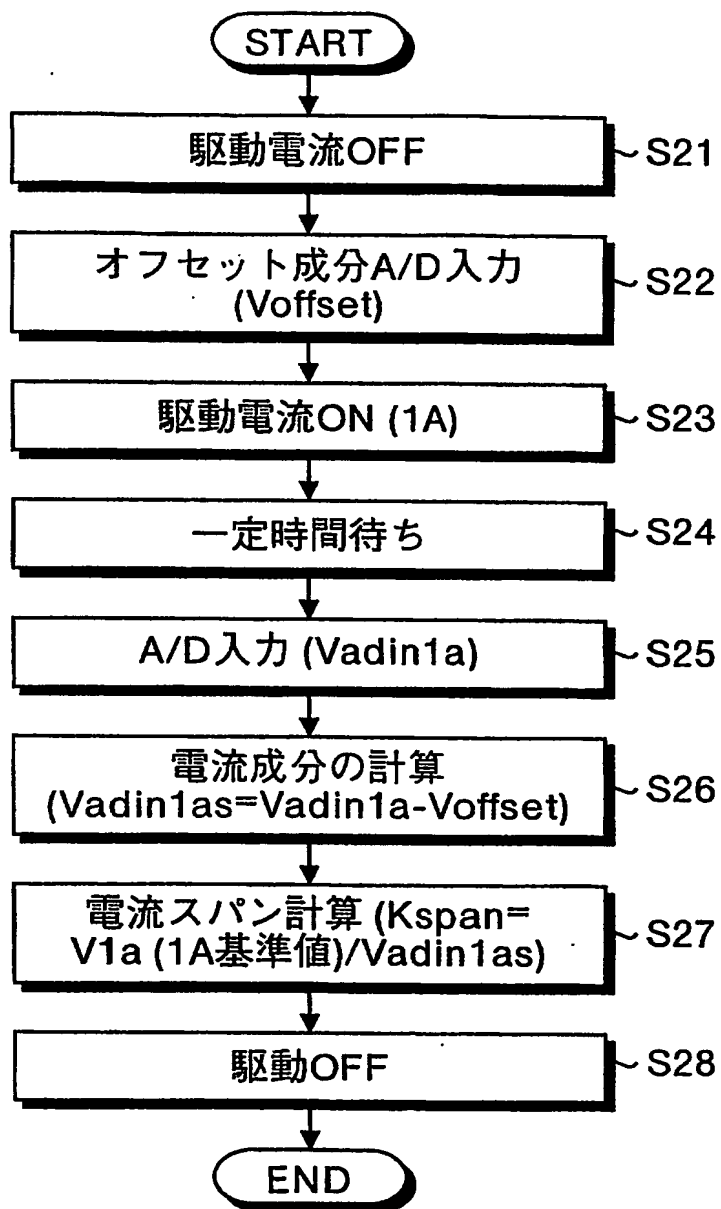 START
駆動電流OFF
S21
オフセット成分A/D入力
(Voffset)
S22
駆動電流ON (1A)
S23
一定時間待ち
S24
A/D入力 (Vadin1a)
S25
電流成分の計算
(Vadin1as=Vadin1a-Voffset)
S26
電流スパン計算 (Kspan=
V1a (1A基準値)/Vadin1as)
S27
駆動OFF
S28
END